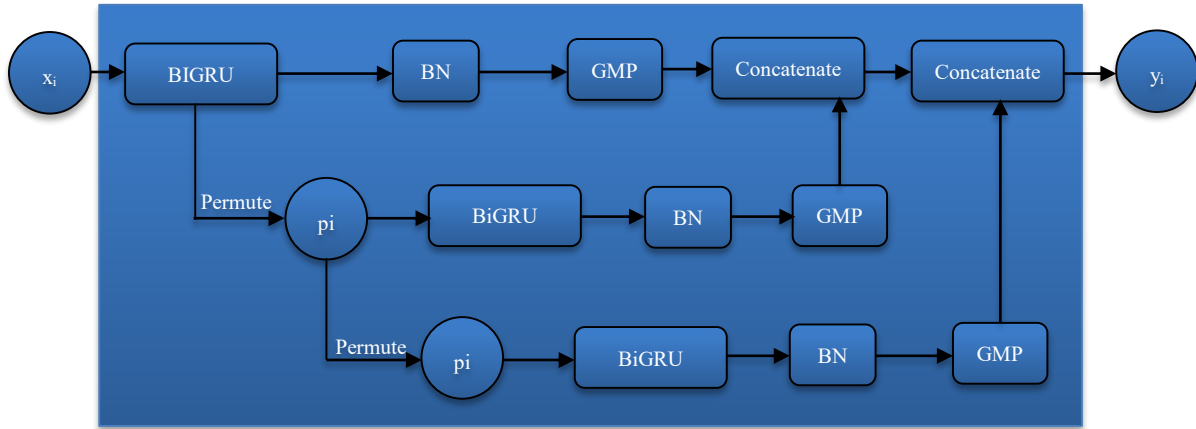 xᵢ
BIGRU
BN
GMP
Concatenate
Concatenate
yᵢ
Permute
pi
BiGRU
BN
GMP
Permute
pi
BiGRU
BN
GMP